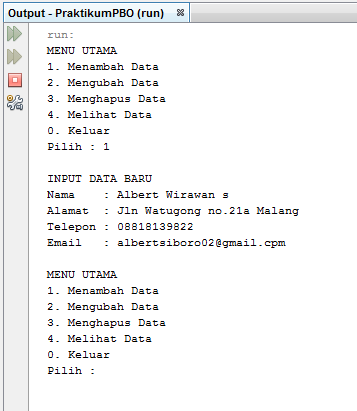 Output - PraktikumPBO (run)
run:
MENU UTAMA
1. Menambah Data
2. Mengubah Data
3. Menghapus Data
4. Melihat Data
0. Keluar
Pilih : 1
INPUT DATA BARU
Nama    : Albert Wirawan s
Alamat  : Jln Watugong no.21a Malang
Telepon : 08818139822
Email   : albertsiboro02@gmail.cpm
MENU UTAMA
1. Menambah Data
2. Mengubah Data
3. Menghapus Data
4. Melihat Data
0. Keluar
Pilih :